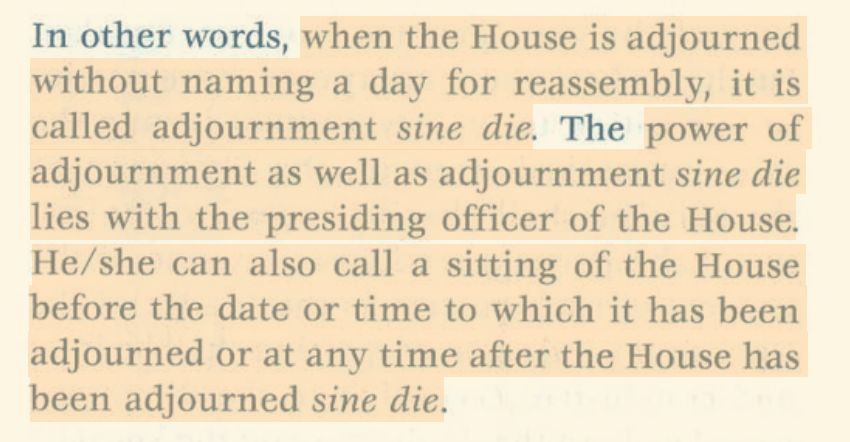 In other words, when the House is adjourned
without naming a day for reassembly, it is
called adjournment sine die. The power of
adjournment as well as adjournment sine die
lies with the presiding officer of the House.
He/she can also call a sitting of the House
before the date or time to which it has been
adjourned or at any time after the House has
been adjourned sine die.